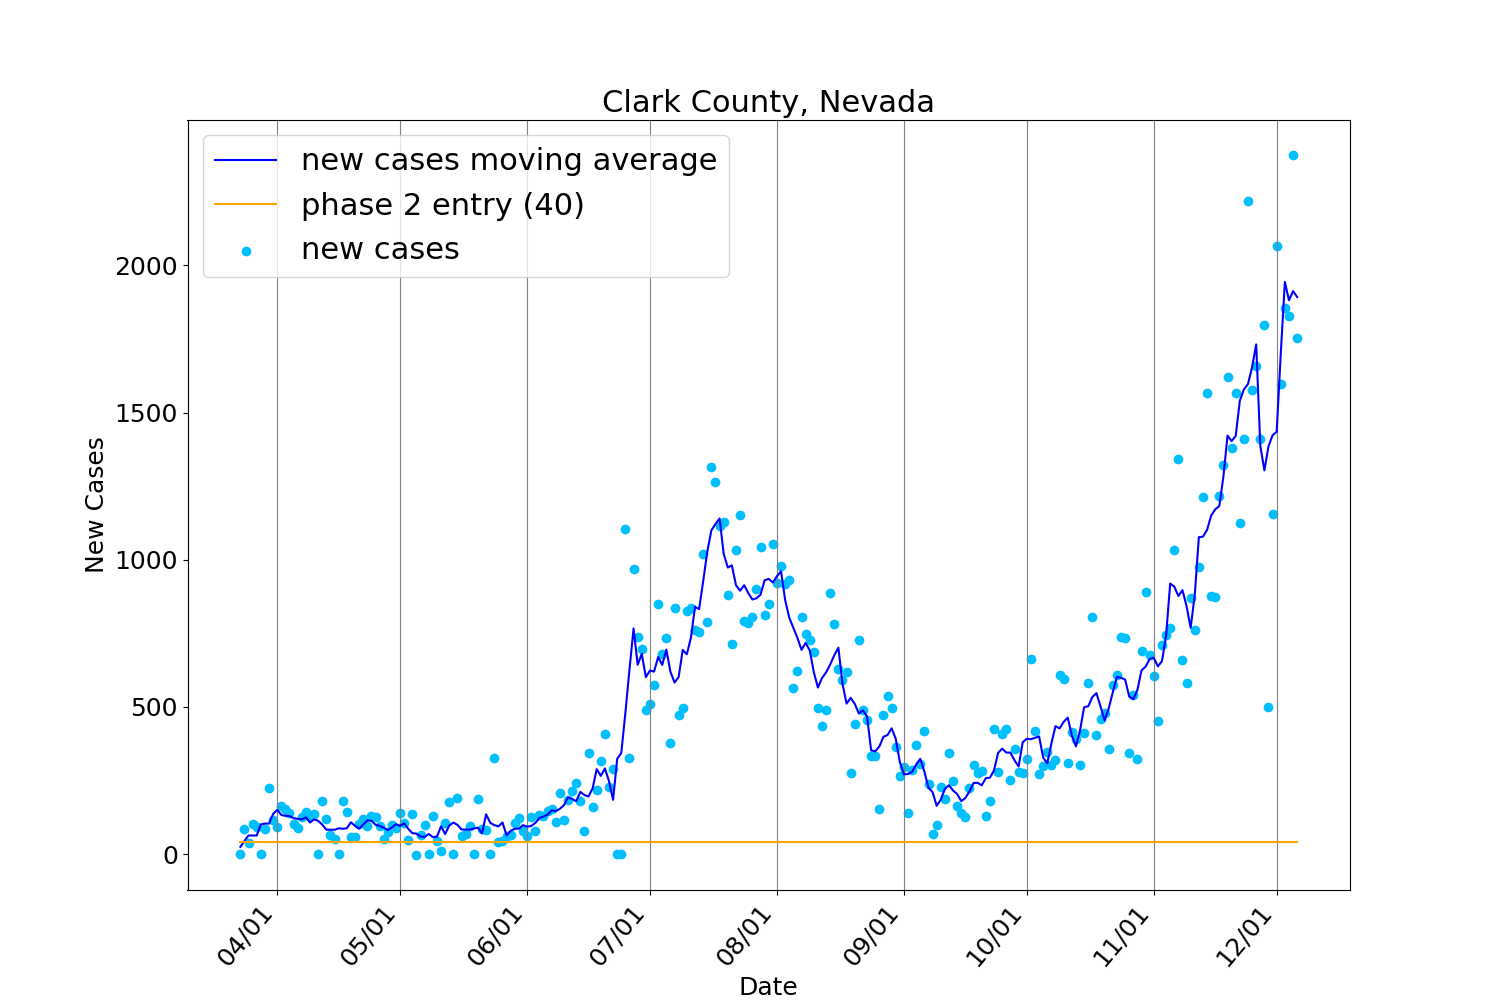 Clark County, Nevada
new cases moving average
phase 2 entry (40)
new cases
New Cases
2000
1500
1000
500
0
04/01
05/01
06/01
07/01
08/01
09/01
10/01
11/01
12/01
Date